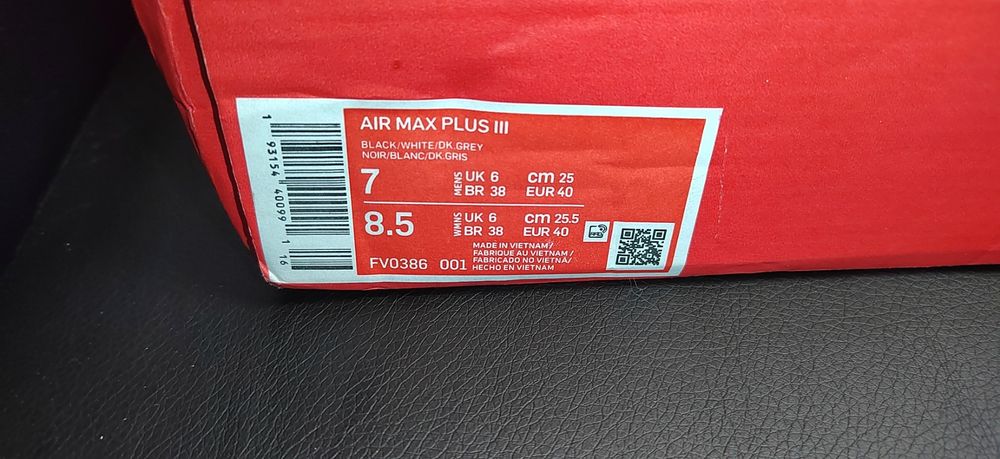 AIR MAX PLUS III
BLACK/WHITE/DK.GREY
NOIR/BLANC/DK.GRIS
7 MENS UK 6 cm 25
BR 38 EUR 40
8.5 WMNS UK 6 cm 25.5
BR 38 EUR 40
MADE IN VIETNAM/
FABRIQUE AU VIETNAM /
FABRICADO NO VIETNÃ/
FV0386 001 HECHO EN VIETNAM
1 93154 40099 16